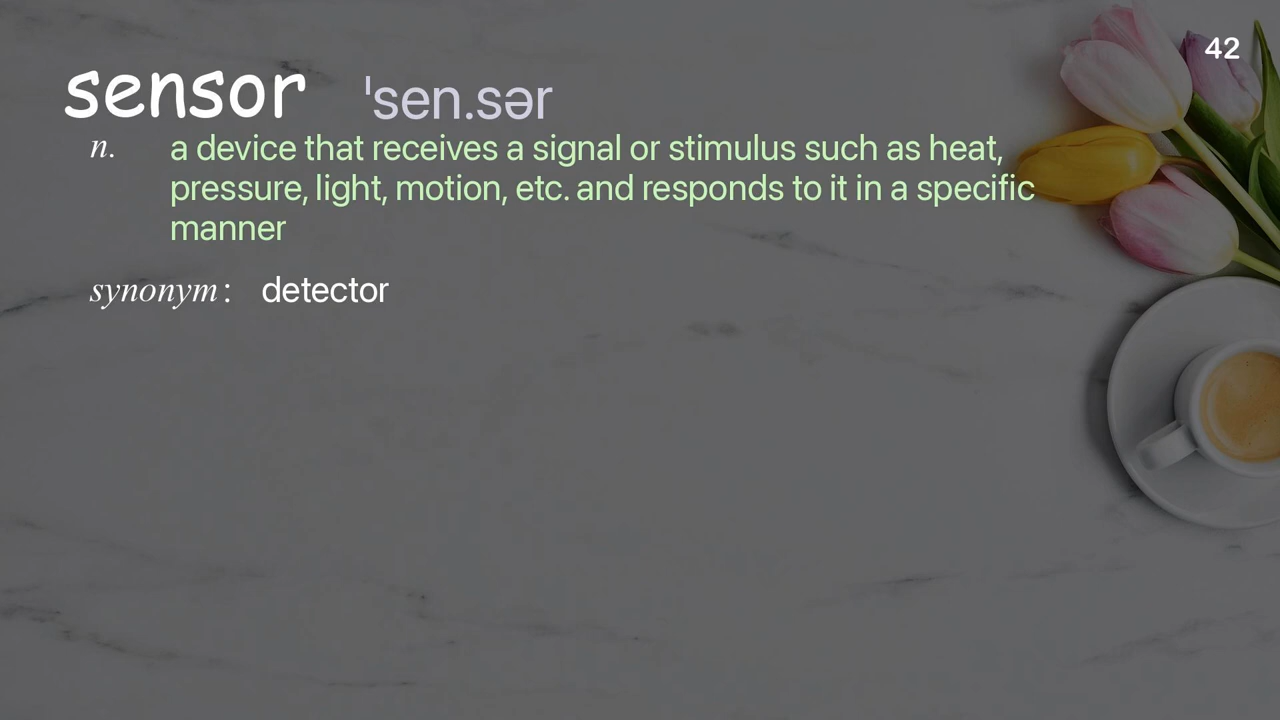 42
sensor ˈsen.sər
n. a device that receives a signal or stimulus such as heat,
pressure, light, motion, etc. and responds to it in a specific
manner
synonym: detector